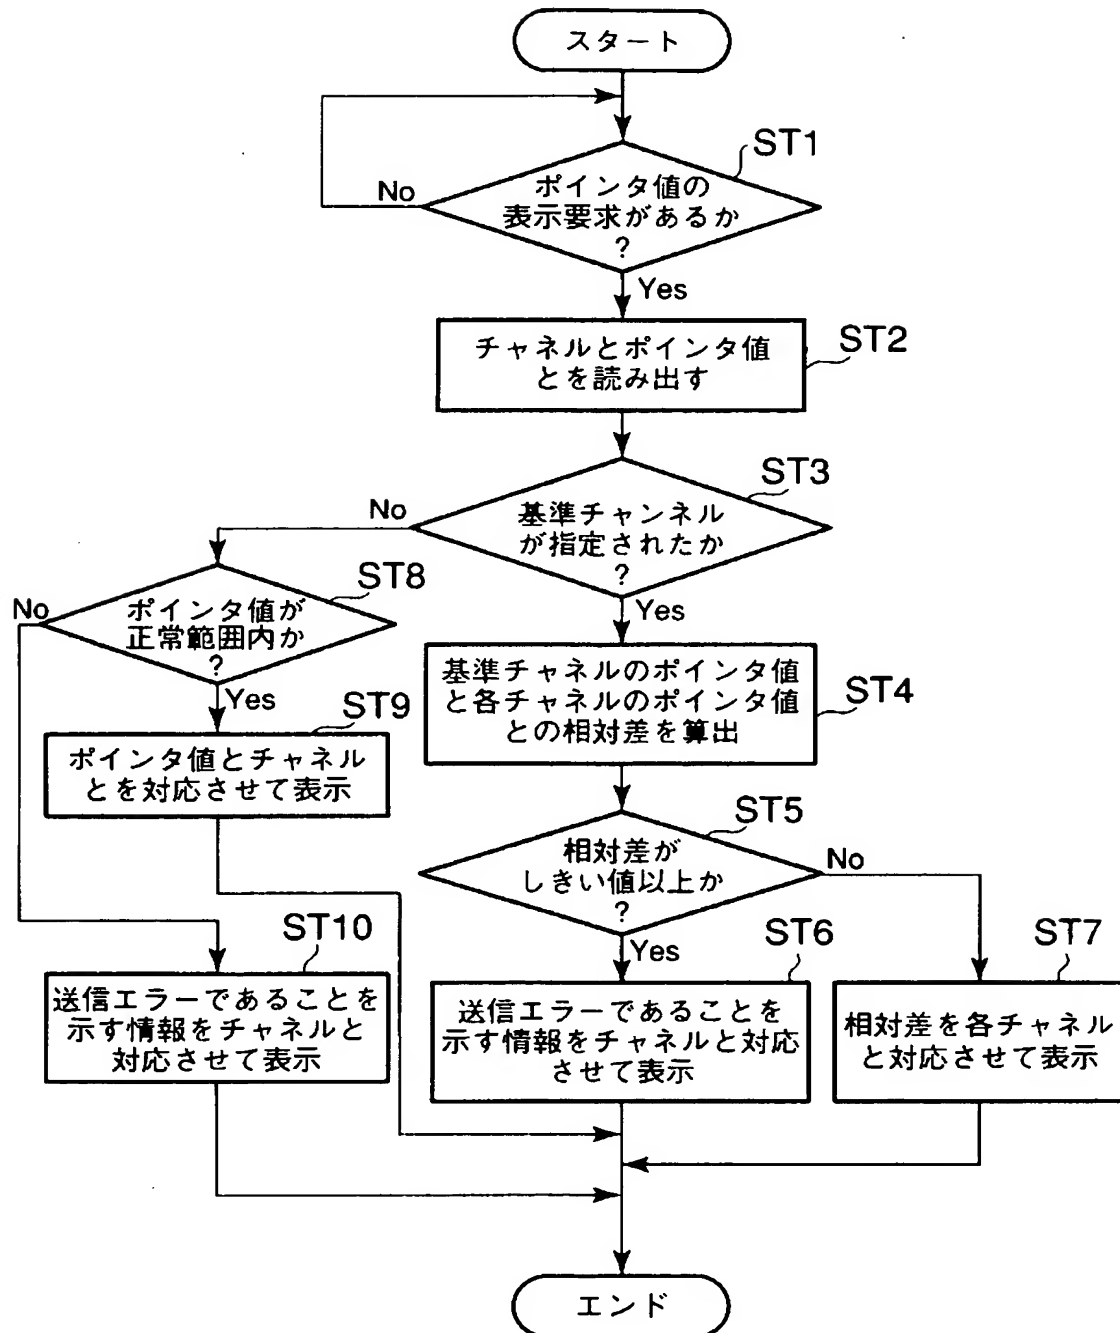 スタート
ST1
No
ポインタ値の
表示要求があるか
?
Yes
ST2
チャネルとポインタ値
とを読み出す
ST3
No
基準チャンネル
が指定されたか
?
Yes
ST8
No
ポインタ値が
正常範囲内か
?
Yes
ST4
基準チャネルのポインタ値
と各チャネルのポインタ値
との相対差を算出
ST9
ポインタ値とチャネル
とを対応させて表示
ST5
相対差が
しきい値以上か
?
No
Yes
ST10
送信エラーであることを
示す情報をチャネルと
対応させて表示
ST6
送信エラーであることを
示す情報をチャネルと対応
させて表示
ST7
相対差を各チャネル
と対応させて表示
エンド